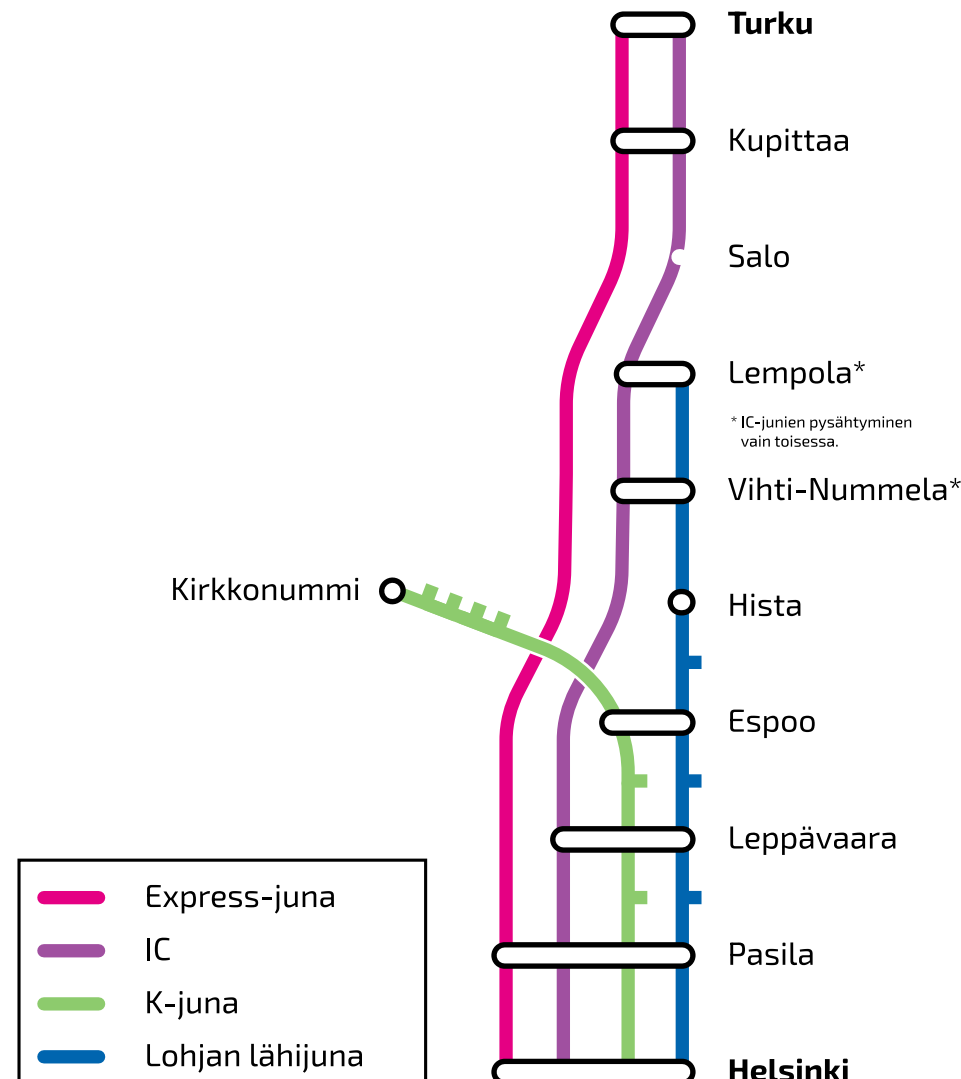 Turku
Kupittaa
Salo
Lempola*
* IC-junien pysähtyminen
vain toisessa.
Vihti-Nummela*
Kirkkonummi
Hista
Espoo
Leppävaara
Pasila
Helsinki
Express-juna
IC
K-juna
Lohjan lähijuna